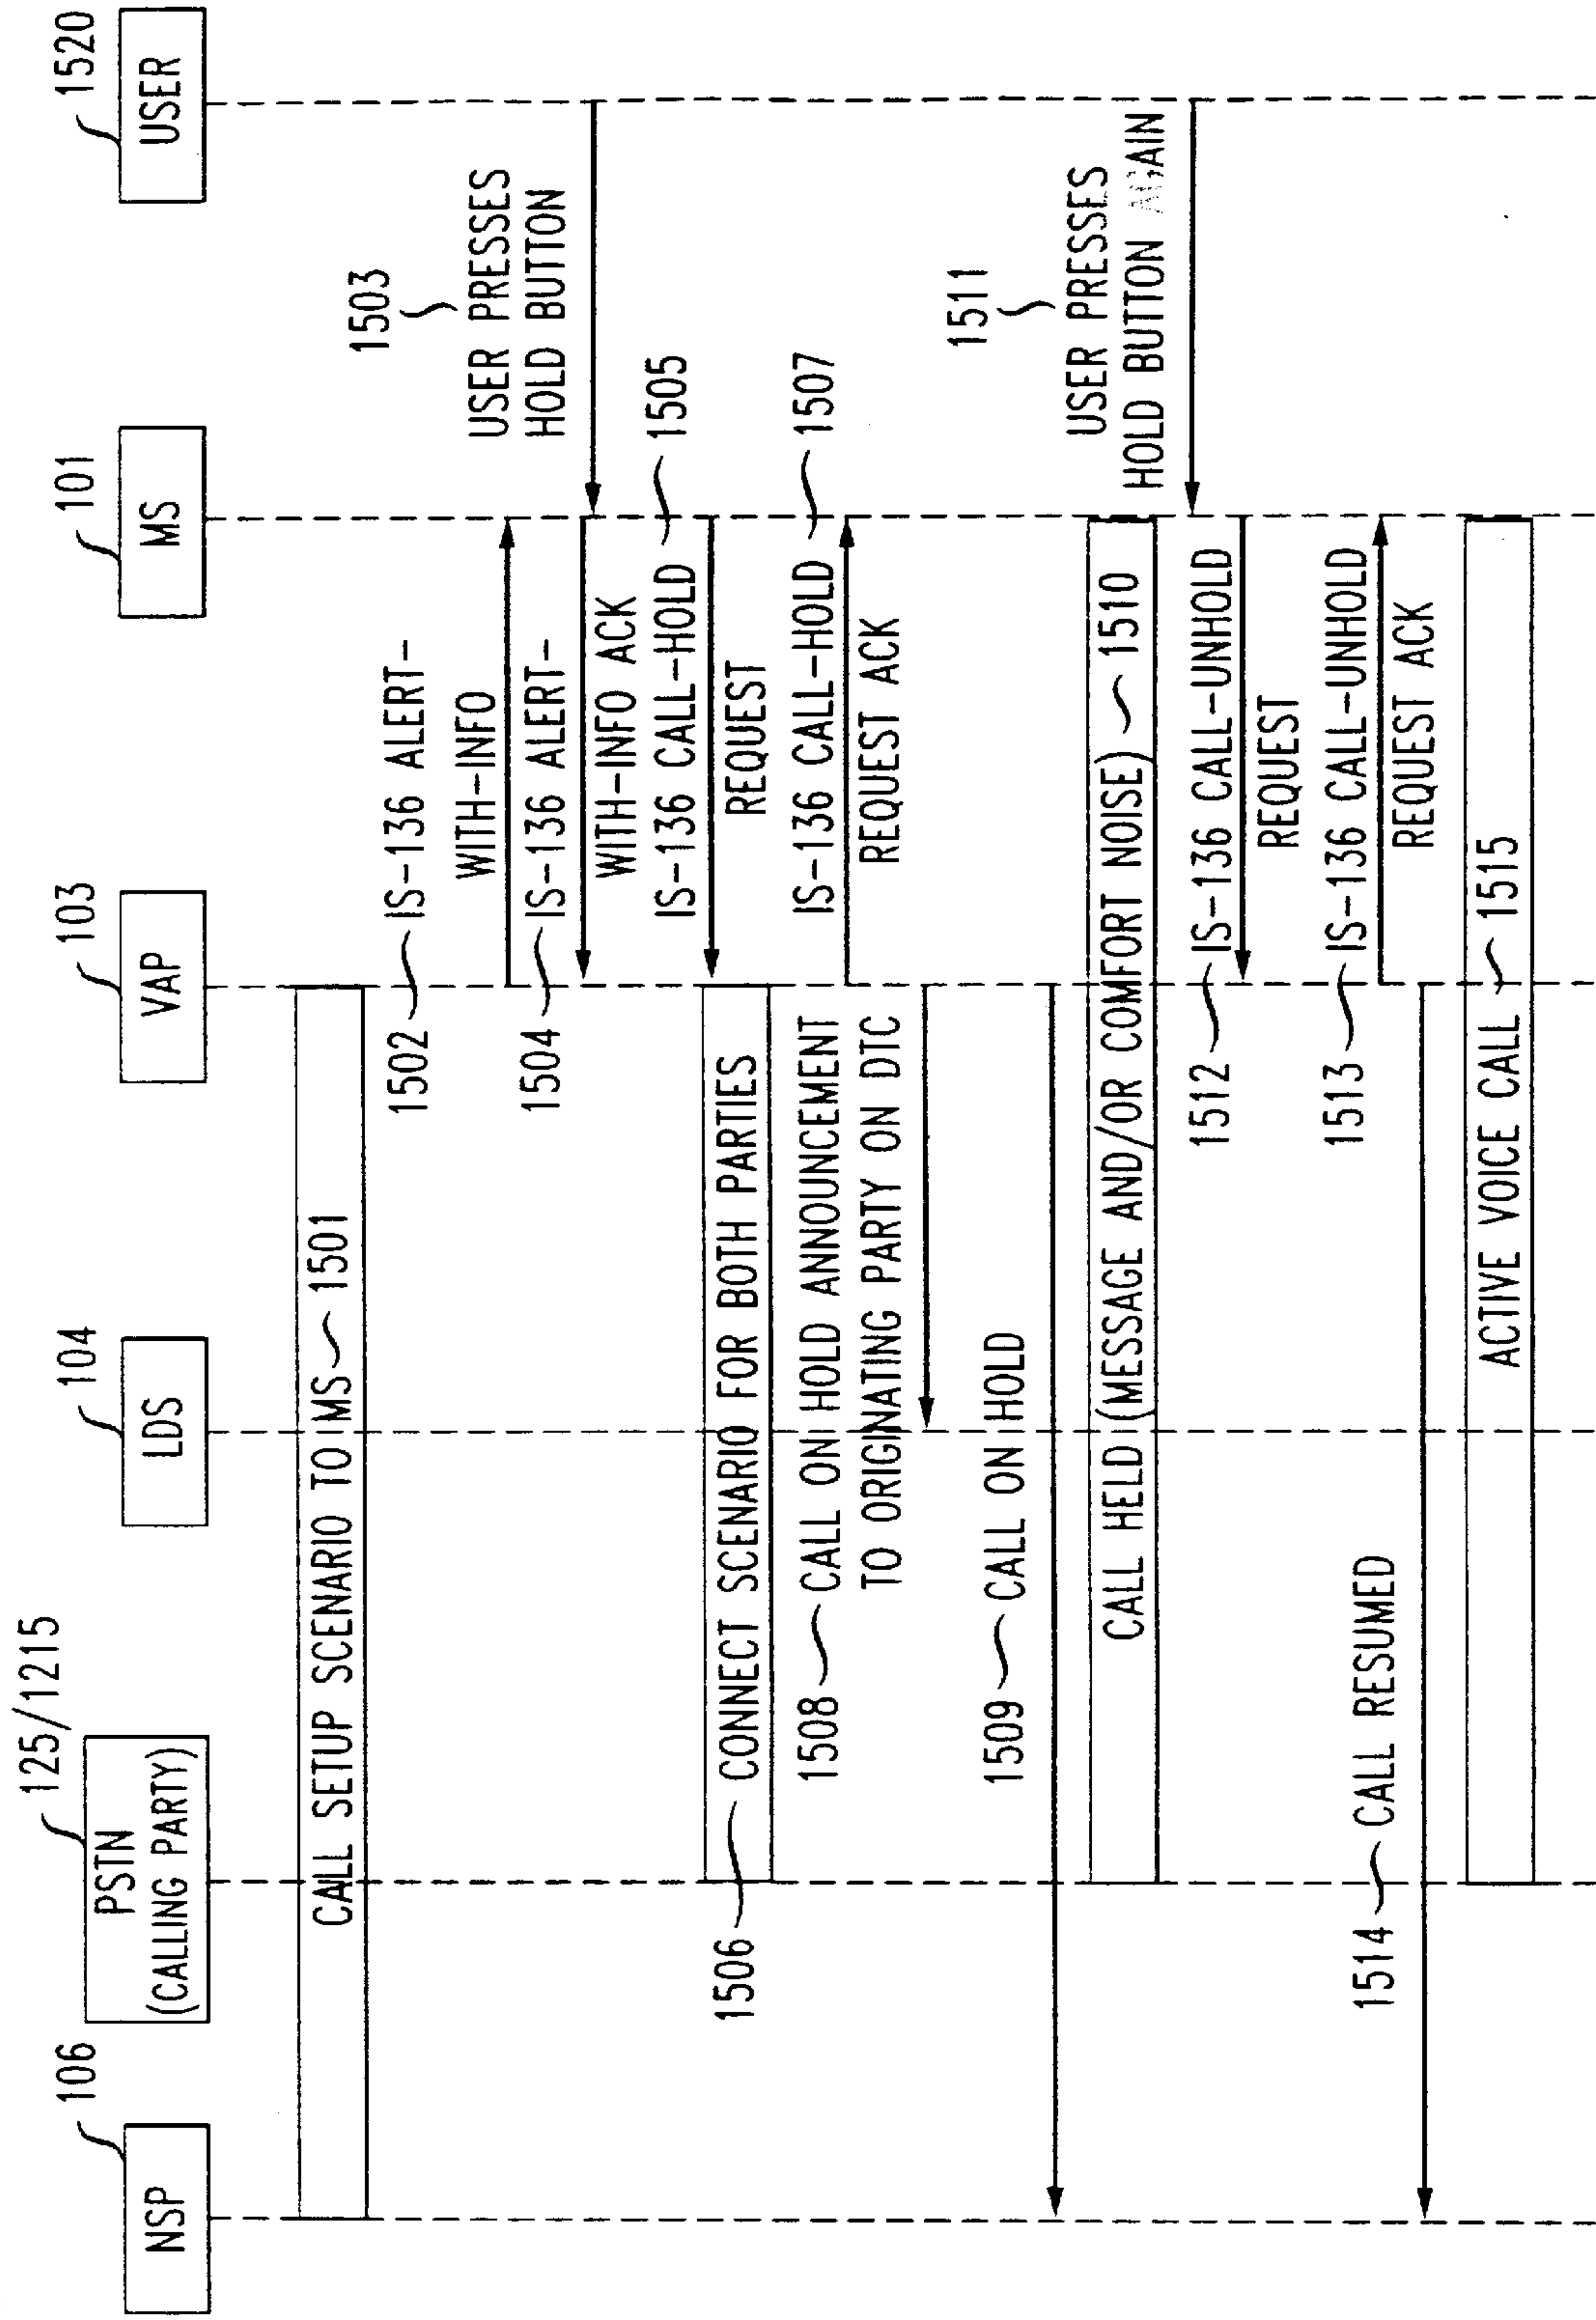 106
NSP
125/1215
PSTN
(CALLING PARTY)
104
LDS
103
VAP
101
MS
1520
USER
CALL SETUP SCENARIO TO MS 1501
1502 IS-136 ALERT-
WITH-INFO
1503
USER PRESSES
HOLD BUTTON
1504 IS-136 ALERT-
WITH-INFO ACK
IS-136 CALL-HOLD 1505
REQUEST
1506 CONNECT SCENARIO FOR BOTH PARTIES
IS-136 CALL-HOLD 1507
REQUEST ACK
1508 CALL ON HOLD ANNOUNCEMENT
TO ORIGINATING PARTY ON DTC
1509 CALL ON HOLD
CALL HELD (MESSAGE AND/OR COMFORT NOISE) 1510
1511
USER PRESSES
HOLD BUTTON AGAIN
1512 IS-136 CALL-UNHOLD
REQUEST
1513 IS-136 CALL-UNHOLD
REQUEST ACK
1514 CALL RESUMED
ACTIVE VOICE CALL 1515